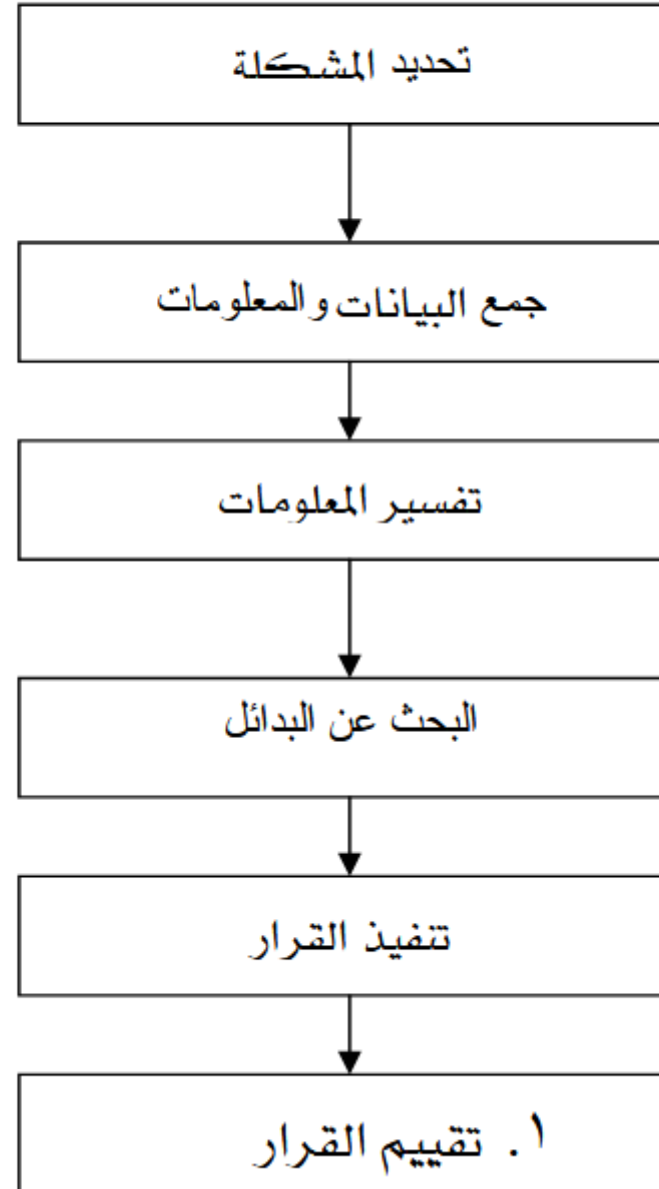 تحديد المشكلة
جمع البيانات والمعلومات
تفسير المعلومات
البحث عن البدائل
تنفيذ القرار
١. تقييم القرار